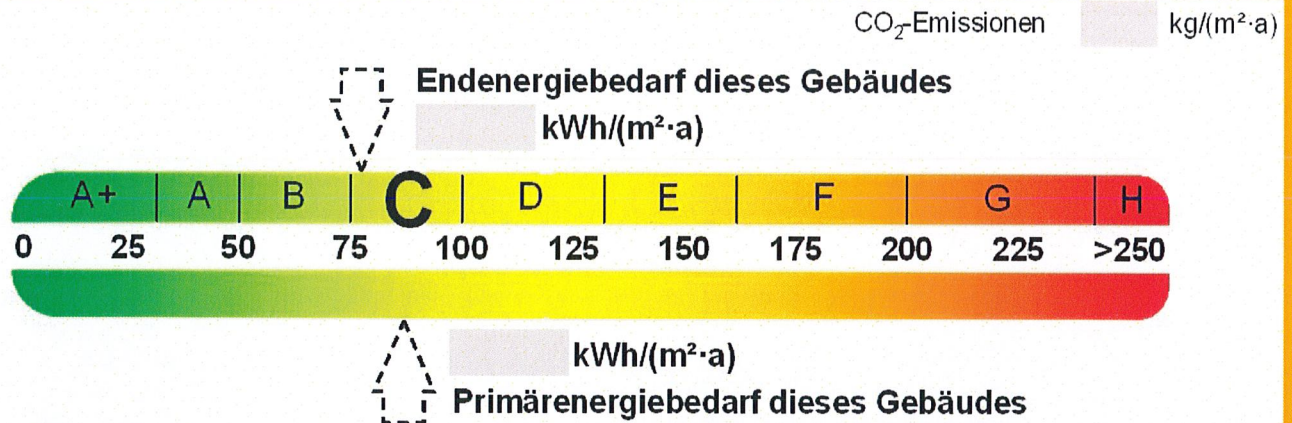 CO₂-Emissionen kg/(m²·a)
Endenergiebedarf dieses Gebäudes
kWh/(m²·a)
A+ A B C D E F G H
0 25 50 75 100 125 150 175 200 225 >250
kWh/(m²·a)
Primärenergiebedarf dieses Gebäudes